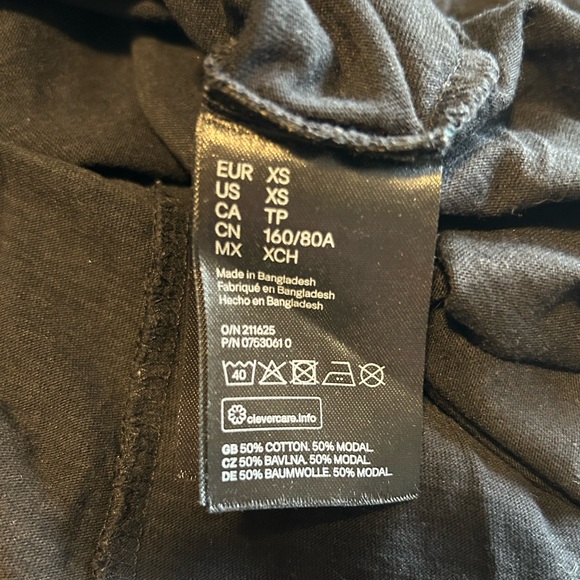 EUR XS
US XS
CA TP
CN 160/80A
MX XCH
Made in Bangladesh
Fabriqué en Bangladesh
Hecho en Bangladesh
O/N 211625
P/N 0753061 0
40
clevercare.info
GB 50% COTTON. 50% MODAL.
CZ 50% BAVLNA. 50% MODAL.
DE 50% BAUMWOLLE. 50% MODAL.